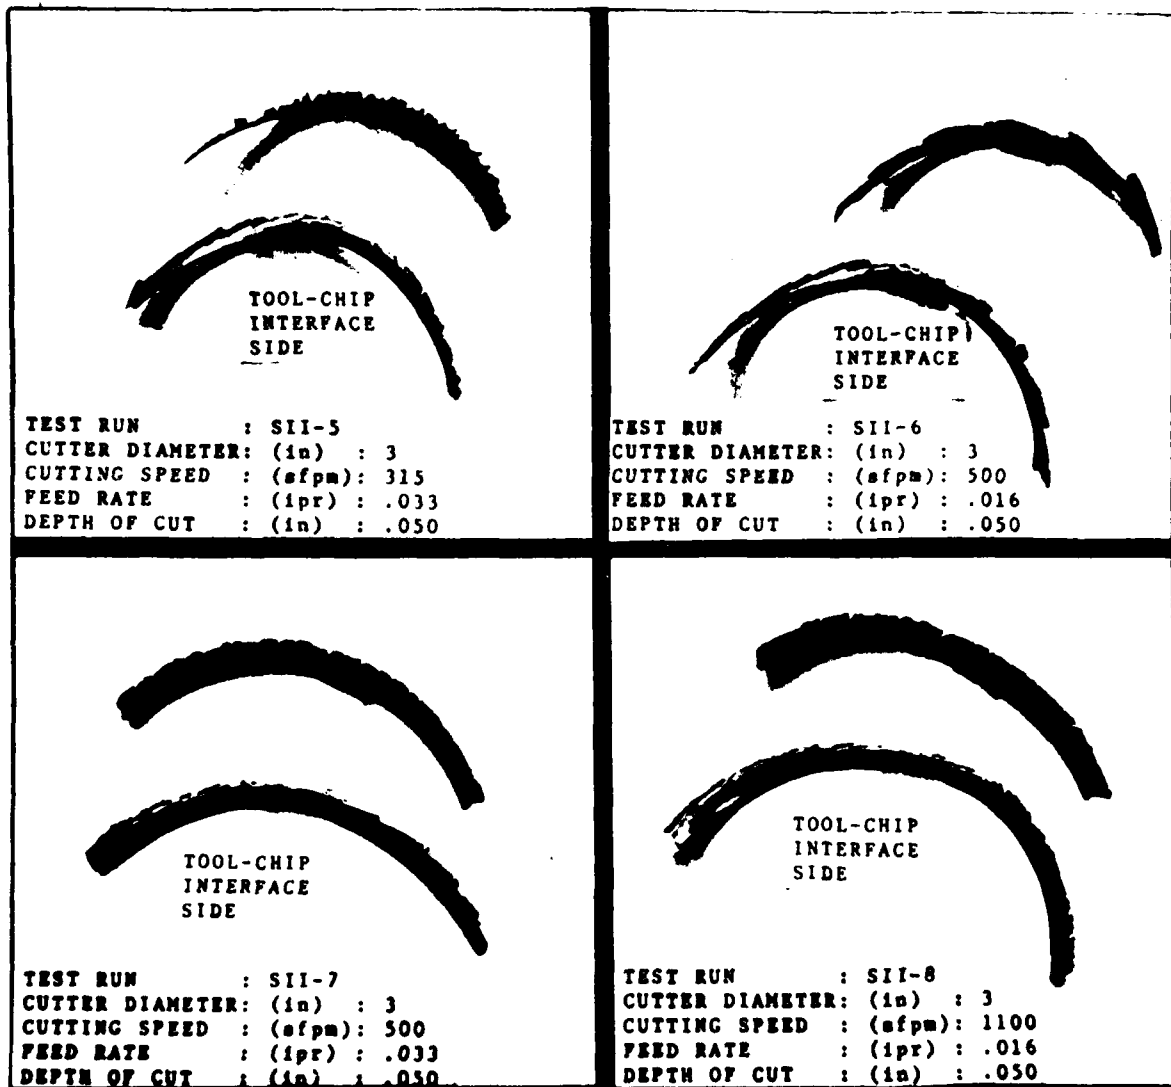 TOOL-CHIP
INTERFACE
SIDE
TEST RUN : SII-5
CUTTER DIAMETER: (in) : 3
CUTTING SPEED : (sfpm): 315
FEED RATE : (ipr) : .033
DEPTH OF CUT : (in) : .050
TOOL-CHIP
INTERFACE
SIDE
TEST RUN : SII-6
CUTTER DIAMETER: (in) : 3
CUTTING SPEED : (sfpm): 500
FEED RATE : (ipr) : .016
DEPTH OF CUT : (in) : .050
TOOL-CHIP
INTERFACE
SIDE
TEST RUN : SII-7
CUTTER DIAMETER: (in) : 3
CUTTING SPEED : (sfpm): 500
FEED RATE : (ipr) : .033
DEPTH OF CUT : (in) : .050
TOOL-CHIP
INTERFACE
SIDE
TEST RUN : SII-8
CUTTER DIAMETER: (in) : 3
CUTTING SPEED : (sfpm): 1100
FEED RATE : (ipr) : .016
DEPTH OF CUT : (in) : .050